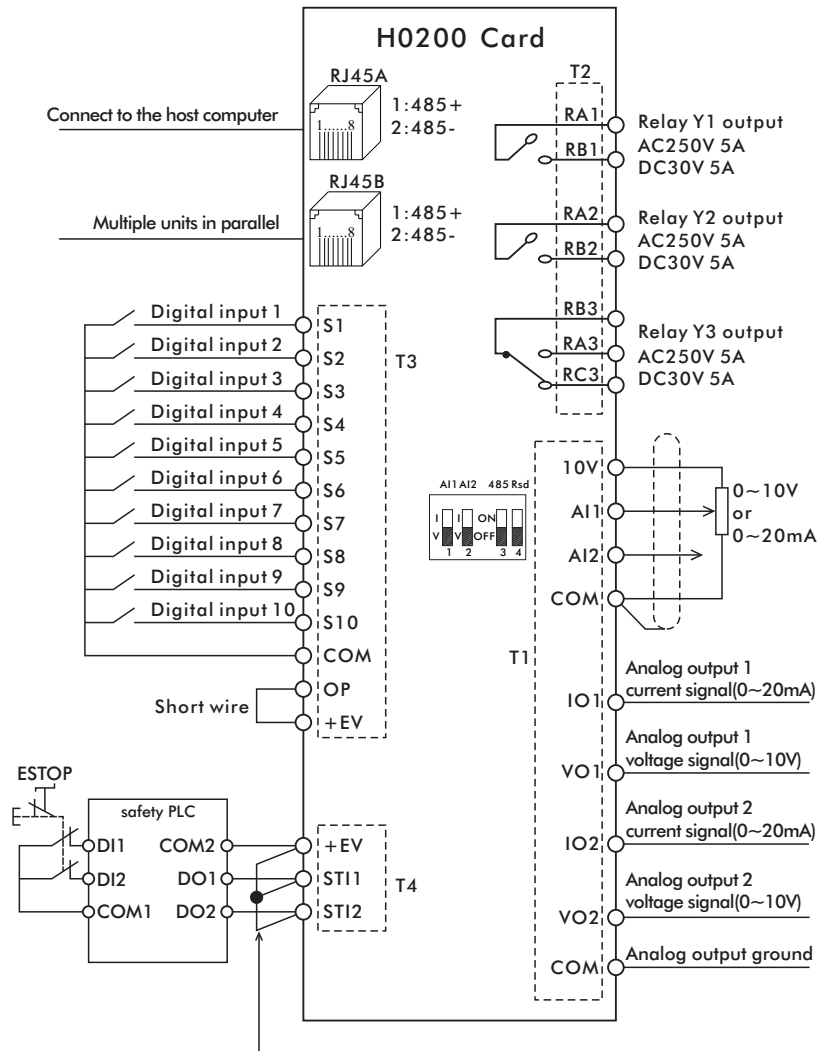 H0200 Card
RJ45A
Connect to the host computer
1......8
1:485+
2:485-
RJ45B
Multiple units in parallel
1......8
1:485+
2:485-
T2
RA1
RB1
Relay Y1 output
AC250V 5A
DC30V 5A
RA2
RB2
Relay Y2 output
AC250V 5A
DC30V 5A
RB3
RA3
RC3
Relay Y3 output
AC250V 5A
DC30V 5A
Digital input 1
S1
Digital input 2
S2
Digital input 3
S3
Digital input 4
S4
Digital input 5
S5
Digital input 6
S6
Digital input 7
S7
Digital input 8
S8
Digital input 9
S9
Digital input 10
S10
COM
OP
+EV
Short wire
T3
AI1 AI2 485 Rsd
I I ON
V V OFF
1 2 3 4
10V
AI1
AI2
COM
0~10V
or
0~20mA
T1
IO1
Analog output 1
current signal(0~20mA)
VO1
Analog output 1
voltage signal(0~10V)
IO2
Analog output 2
current signal(0~20mA)
VO2
Analog output 2
voltage signal(0~10V)
COM
Analog output ground
ESTOP
safety PLC
DI1 COM2
DI2 DO1
COM1 DO2
+EV
STI1
STI2
T4